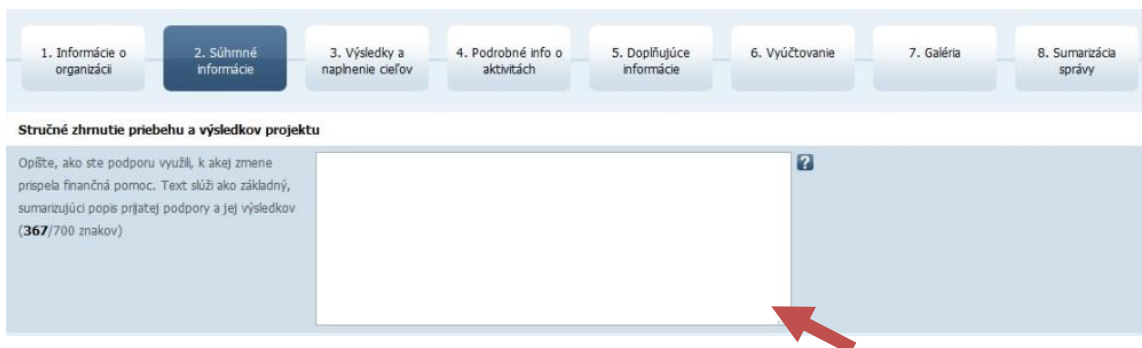 1. Informácie o
organizácii
2. Súhrnné
informácie
3. Výsledky a
naplnenie cieľov
4. Podrobné info o
aktivitách
5. Doplňujúce
informácie
6. Vyúčtovanie
7. Galéria
8. Sumarizácia
správy
Stručné zhrnutie priebehu a výsledkov projektu
Opíšte, ako ste podporu využili, k akej zmene
prispela finančná pomoc. Text slúži ako základný,
sumarizujúci popis prijatej podpory a jej výsledkov
(367/700 znakov)
?